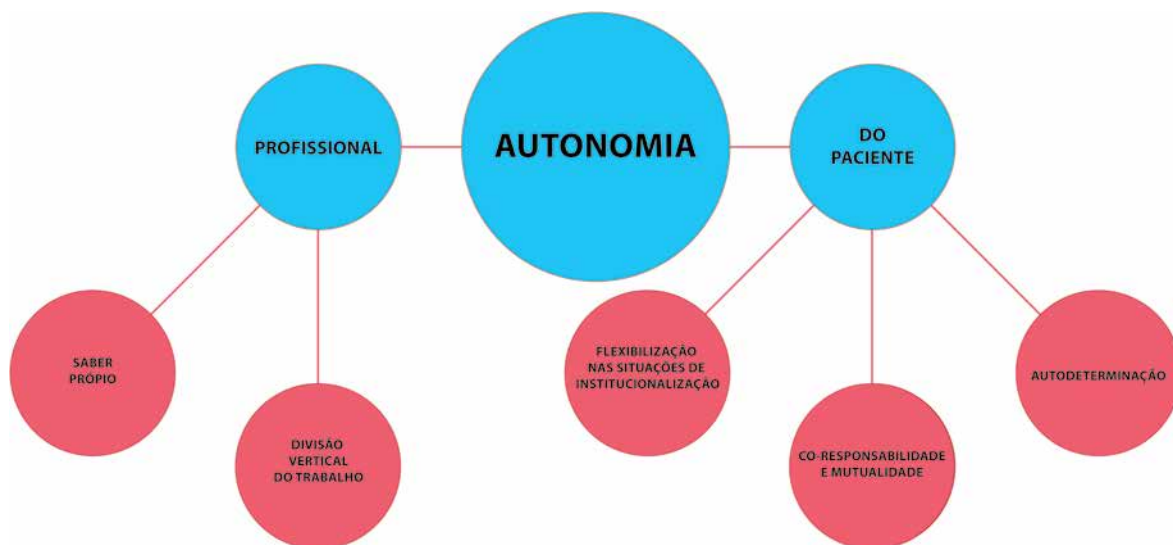 AUTONOMIA
PROFISSIONAL
DO
PACIENTE
SABER
PRÓPIO
DIVISÃO
VERTICAL
DO TRABALHO
FLEXIBILIZAÇÃO
NAS SITUAÇÕES DE
INSTITUCIONALIZAÇÃO
CO-RESPONSABILIDADE
E MUTUALIDADE
AUTODETERMINAÇÃO